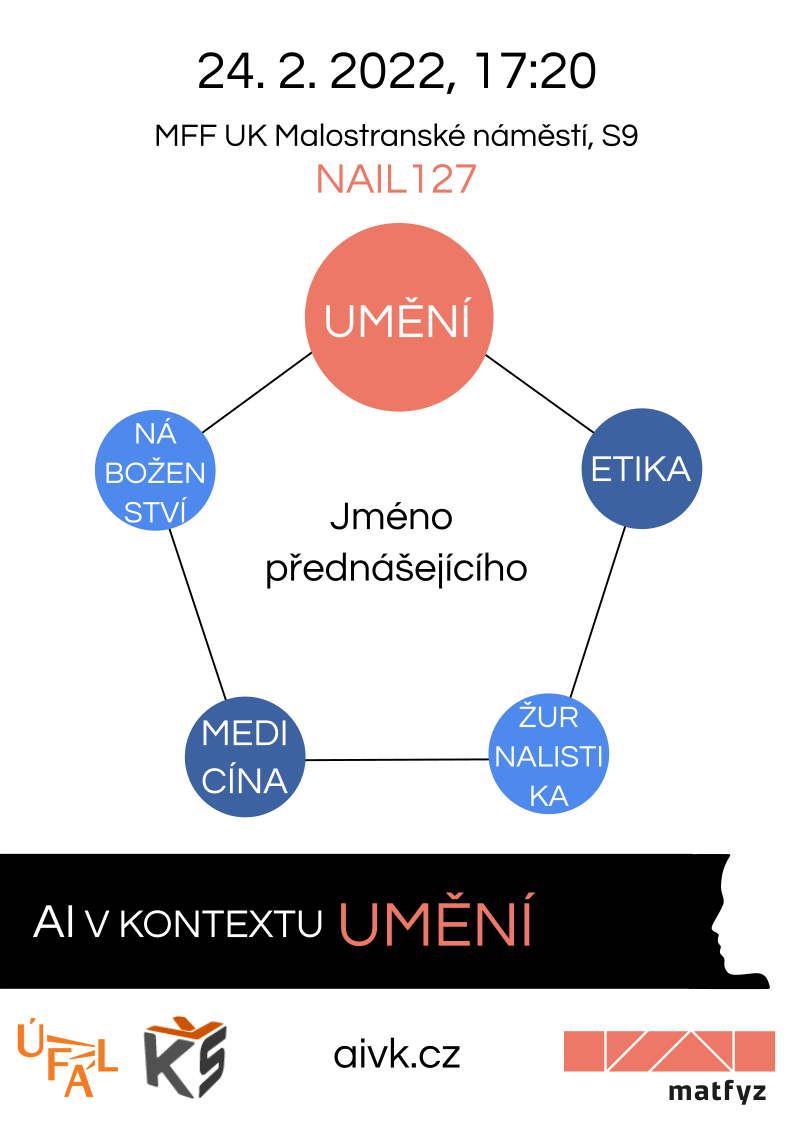 24. 2. 2022, 17:20
MFF UK Malostranské náměstí, S9
NAIL127
UMĚNÍ
NÁ
BOŽEN
STVÍ
ETIKA
Jméno
přednášejícího
MEDI
CÍNA
ŽUR
NALISTI
KA
AI V KONTEXTU UMĚNÍ
ÚFAL
KŠ
aivk.cz
matfyz